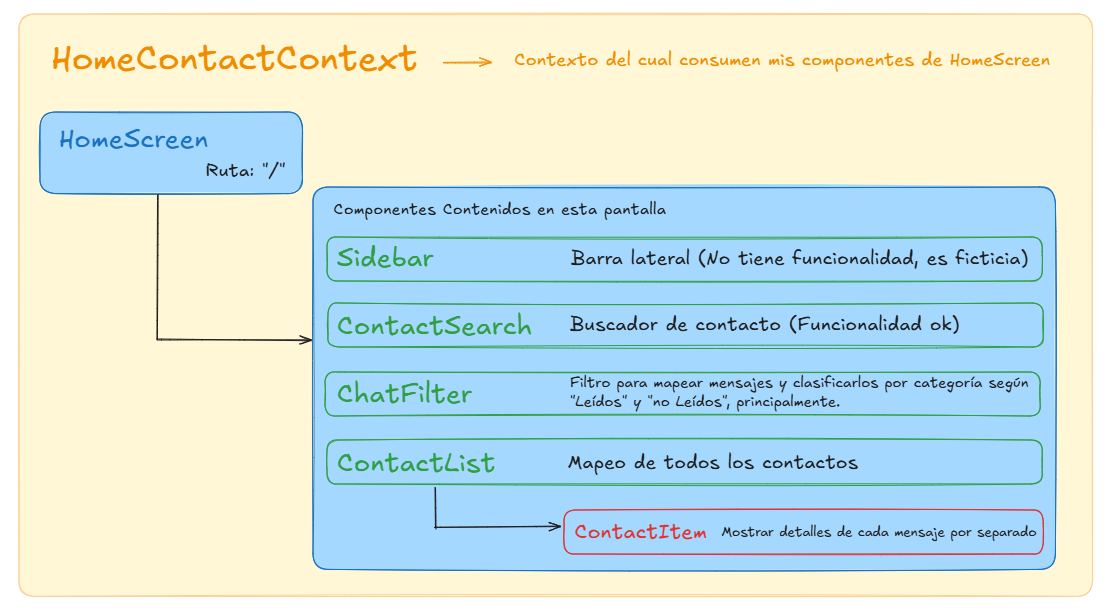 HomeContactContext
Contexto del cual consumen mis componentes de HomeScreen
HomeScreen
Ruta: "/"
Componentes Contenidos en esta pantalla
Sidebar
Barra lateral (No tiene funcionalidad, es ficticia)
ContactSearch
Buscador de contacto (Funcionalidad ok)
ChatFilter
Filtro para mapear mensajes y clasificarlos por categoría según
"Leídos" y "no Leídos", principalmente.
ContactList
Mapeo de todos los contactos
ContactItem
Mostrar detalles de cada mensaje por separado